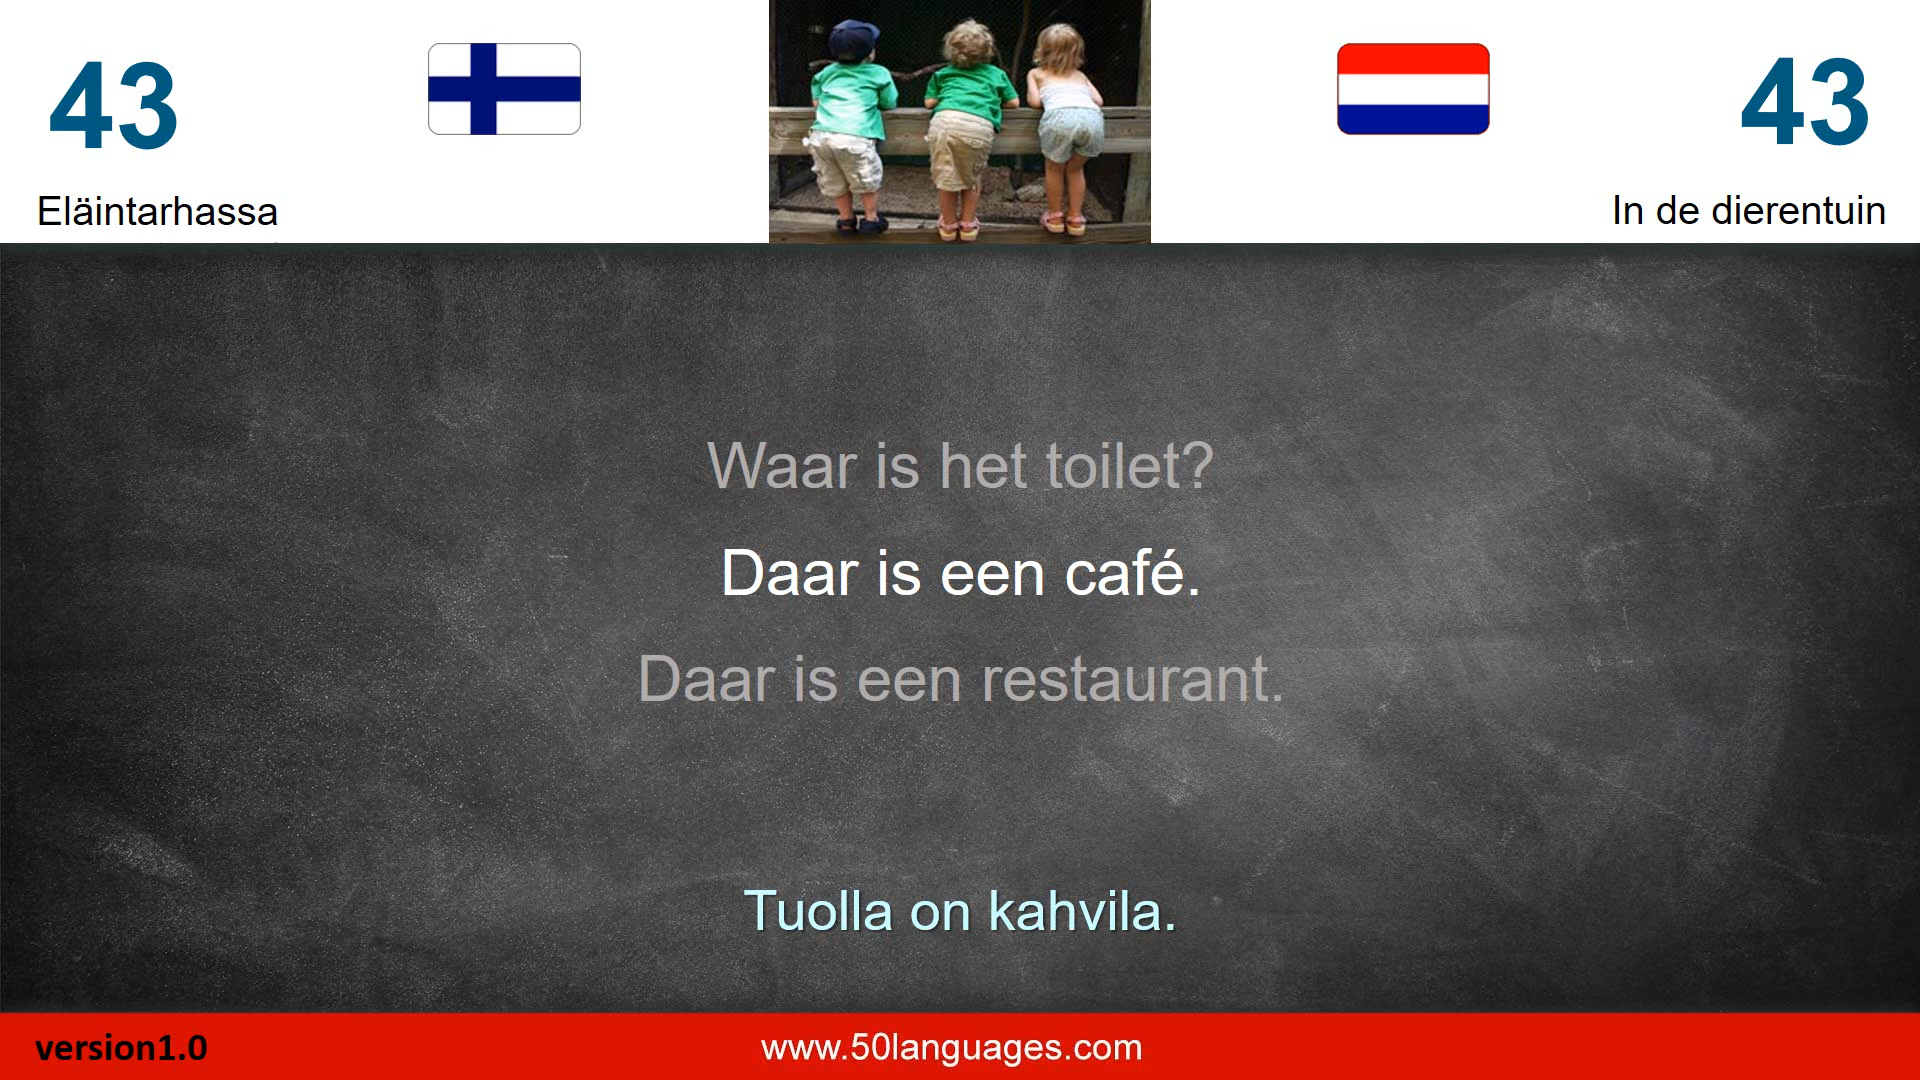 43
43
Eläintarhassa
In de dierentuin
Waar is het toilet?
Daar is een café.
Daar is een restaurant.
Tuolla on kahvila.
version1.0
www.50languages.com